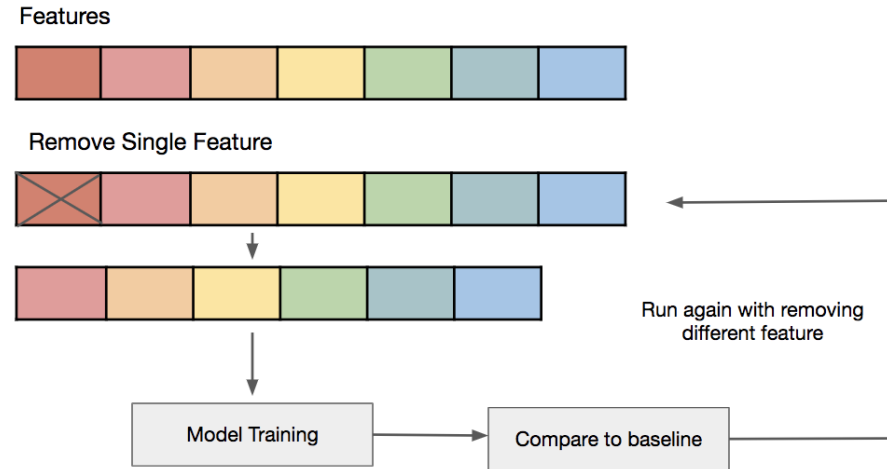 Features
Remove Single Feature
Run again with removing
different feature
Model Training
Compare to baseline